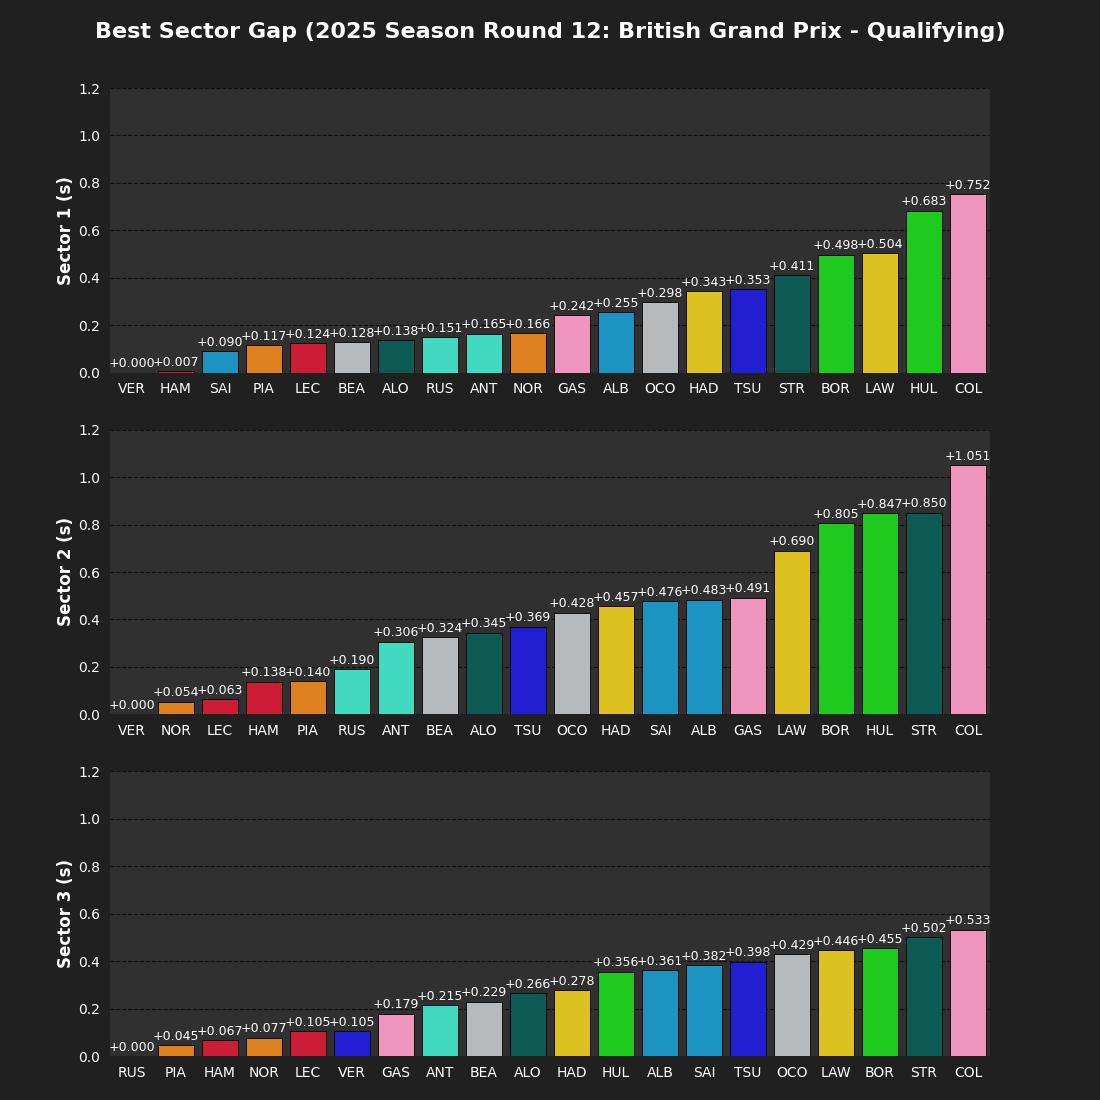 Best Sector Gap (2025 Season Round 12: British Grand Prix - Qualifying)
Sector 1 (s)
1.2
1.0
0.8
0.6
0.4
0.2
0.0
+0.000 +0.007 +0.090 +0.117 +0.124 +0.128 +0.138 +0.151 +0.165 +0.166 +0.242 +0.255 +0.298 +0.343 +0.353 +0.411 +0.498 +0.504 +0.683 +0.752
VER HAM SAI PIA LEC BEA ALO RUS ANT NOR GAS ALB OCO HAD TSU STR BOR LAW HUL COL
Sector 2 (s)
1.2
1.0
0.8
0.6
0.4
0.2
0.0
+0.000 +0.054 +0.063 +0.138 +0.140 +0.190 +0.306 +0.324 +0.345 +0.369 +0.428 +0.457 +0.476 +0.483 +0.491 +0.690 +0.805 +0.847 +0.850 +1.051
VER NOR LEC HAM PIA RUS ANT BEA ALO TSU OCO HAD SAI ALB GAS LAW BOR HUL STR COL
Sector 3 (s)
1.2
1.0
0.8
0.6
0.4
0.2
0.0
+0.000 +0.045 +0.067 +0.077 +0.105 +0.105 +0.179 +0.215 +0.229 +0.266 +0.278 +0.356 +0.361 +0.382 +0.398 +0.429 +0.446 +0.455 +0.502 +0.533
RUS PIA HAM NOR LEC VER GAS ANT BEA ALO HAD HUL ALB SAI TSU OCO LAW BOR STR COL